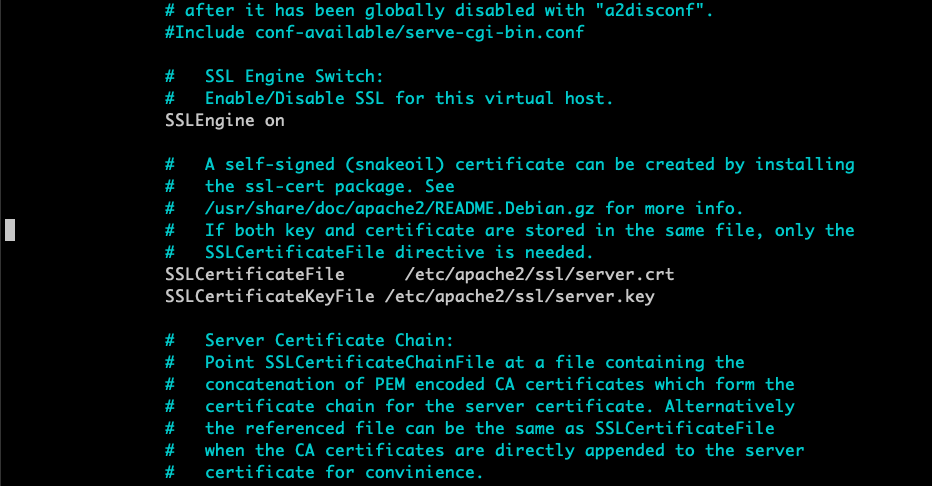 # after it has been globally disabled with "a2disconf".
#Include conf-available/serve-cgi-bin.conf
#   SSL Engine Switch:
#   Enable/Disable SSL for this virtual host.
SSLEngine on
#   A self-signed (snakeoil) certificate can be created by installing
#   the ssl-cert package. See
#   /usr/share/doc/apache2/README.Debian.gz for more info.
#   If both key and certificate are stored in the same file, only the
#   SSLCertificateFile directive is needed.
SSLCertificateFile      /etc/apache2/ssl/server.crt
SSLCertificateKeyFile /etc/apache2/ssl/server.key
#   Server Certificate Chain:
#   Point SSLCertificateChainFile at a file containing the
#   concatenation of PEM encoded CA certificates which form the
#   certificate chain for the server certificate. Alternatively
#   the referenced file can be the same as SSLCertificateFile
#   when the CA certificates are directly appended to the server
#   certificate for convinience.